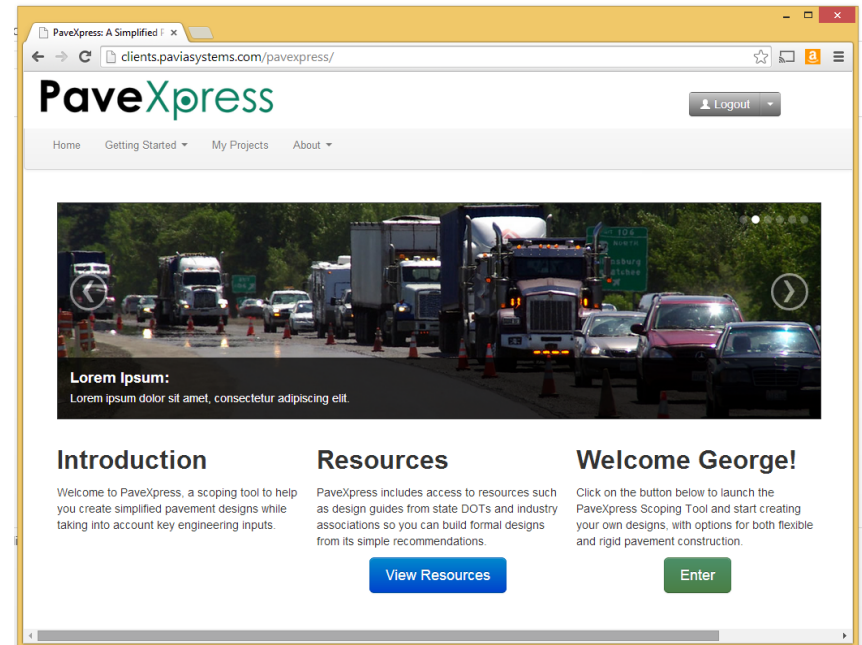 PaveXpress: A Simplified
clients.paviasystems.com/pavexpress/
PaveXpress
Logout
Home Getting Started My Projects About
106
NORTH
Lorem Ipsum:
Lorem ipsum dolor sit amet, consectetur adipiscing elit.
Introduction
Welcome to PaveXpress, a scoping tool to help
you create simplified pavement designs while
taking into account key engineering inputs.
Resources
PaveXpress includes access to resources such
as design guides from state DOTs and industry
associations so you can build formal designs
from its simple recommendations.
View Resources
Welcome George!
Click on the button below to launch the
PaveXpress Scoping Tool and start creating
your own designs, with options for both flexible
and rigid pavement construction.
Enter